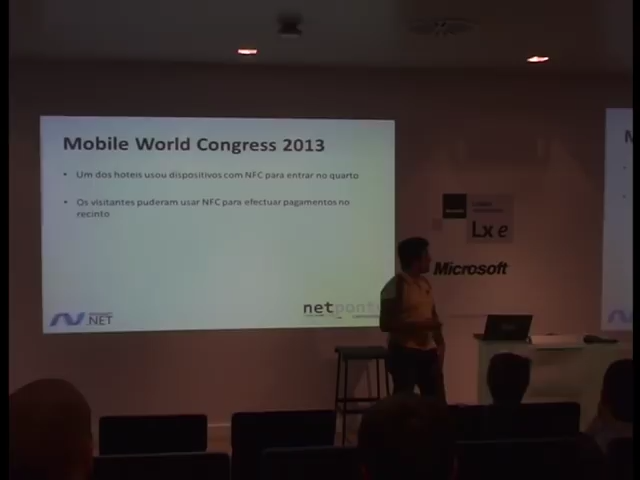 Mobile World Congress 2013
• Um dos hoteis usou dispositivos com NFC para entrar no quarto
• Os visitantes puderam usar NFC para efectuar pagamentos no
recinto
Lx e
Microsoft
netponto
.NET